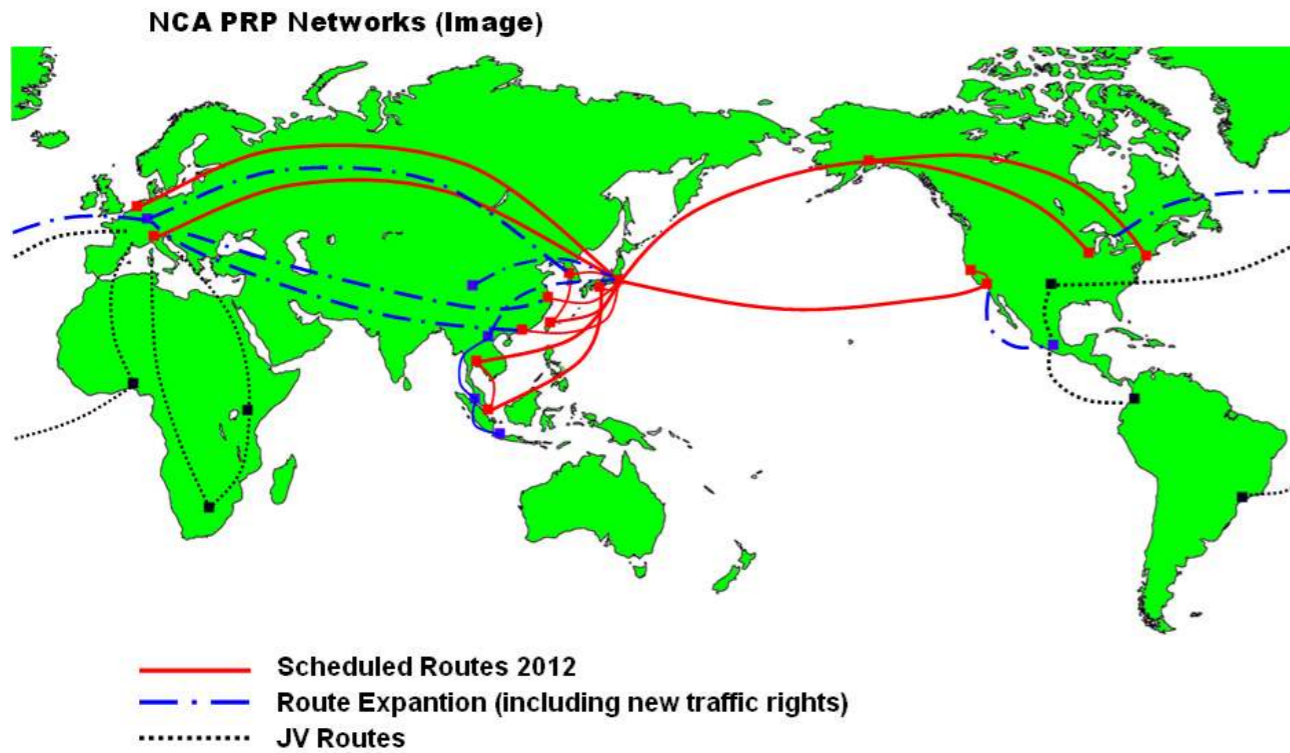 NCA PRP Networks (Image)
Scheduled Routes 2012
Route Expantion (including new traffic rights)
JV Routes